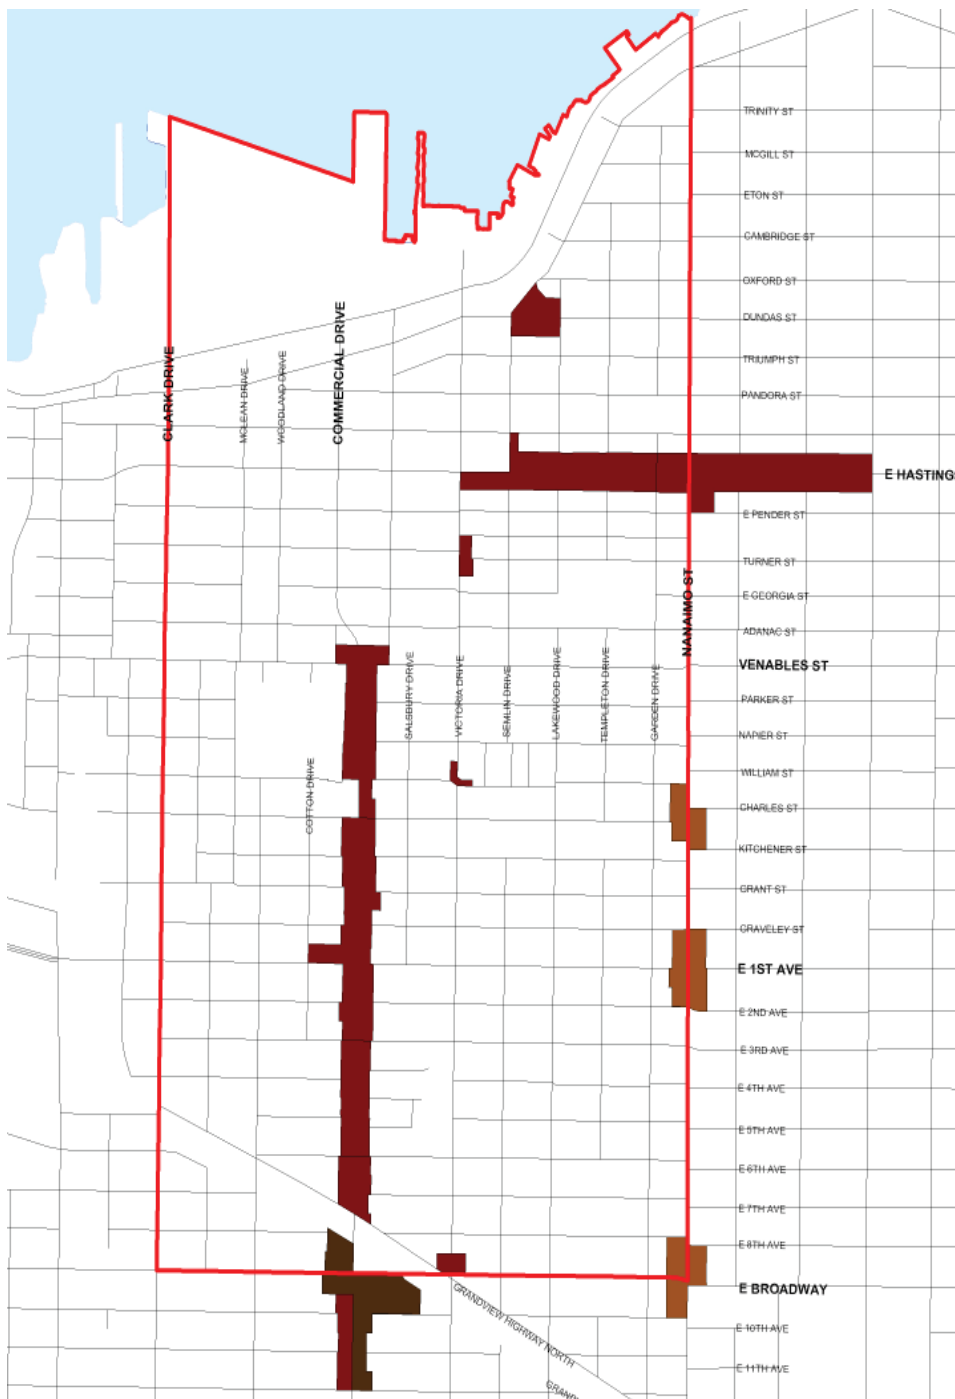 TRINITY ST
MCGILL ST
ETON ST
CAMBRIDGE ST
OXFORD ST
DUNDAS ST
TRIUMPH ST
PANDORA ST
CLARK DRIVE
MCLEAN DRIVE
WOODLAND DRIVE
COMMERCIAL DRIVE
E HASTINGS
E PENDER ST
TURNER ST
E GEORGIA ST
ADANAC ST
NANAIMO ST
VENABLES ST
SALSBURY DRIVE
VICTORIA DRIVE
SEMLIN DRIVE
LAKEWOOD DRIVE
TEMPLETON DRIVE
GARDEN DRIVE
PARKER ST
NAPIER ST
WILLIAM ST
COTTON DRIVE
CHARLES ST
KITCHENER ST
GRANT ST
GRAVELEY ST
E 1ST AVE
E 2ND AVE
E 3RD AVE
E 4TH AVE
E 5TH AVE
E 6TH AVE
E 7TH AVE
E 8TH AVE
E BROADWAY
GRANDVIEW HIGHWAY NORTH
E 10TH AVE
E 11TH AVE
GRAND